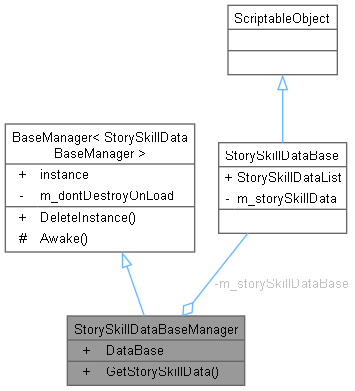 ScriptableObject
BaseManager< StorySkillData
BaseManager >
+ instance
- m_dontDestroyOnLoad
+ DeleteInstance()
# Awake()
StorySkillDataBase
+ StorySkillDataList
- m_storySkillData
-m_storySkillDataBase
StorySkillDataBaseManager
+ DataBase
+ GetStorySkillData()